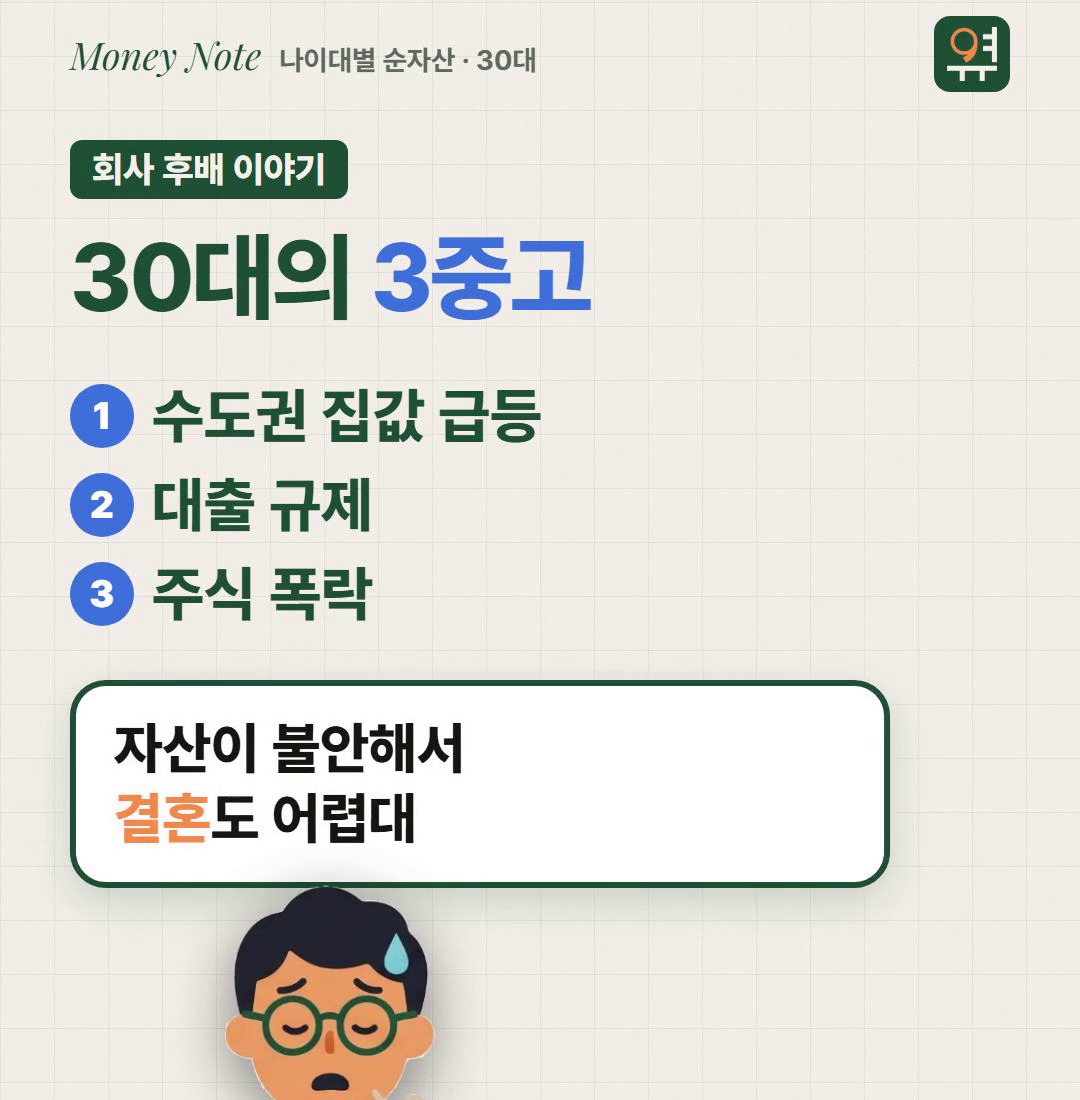 Money Note 나이대별 순자산 · 30대
회사 후배 이야기
30대의 3중고
1 수도권 집값 급등
2 대출 규제
3 주식 폭락
자산이 불안해서
결혼도 어렵대